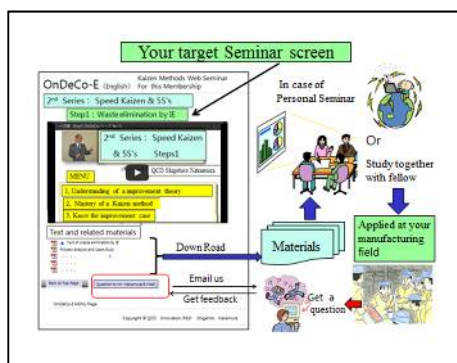 Your target Seminar screen
OnDeCo-E (English)
Kaizen Methods Web Seminar
For this Membership
2nd Series： Speed Kaizen & 5S's
Step1：Waste elimination by IE
2nd Series： Speed Kaizen
& 5S's Steps1
QCD Shigehiro Nakamura
MENU
1, Understanding of a improvement theory
2, Mastery of a Kaizen method
3, Know the improvement case
Text and related materials
Down Road
Materials
Email us
Get feedback
In case of
Personal Seminar
Or
Study together
with fellow
Applied at your
manufacturing
field
Get a
question